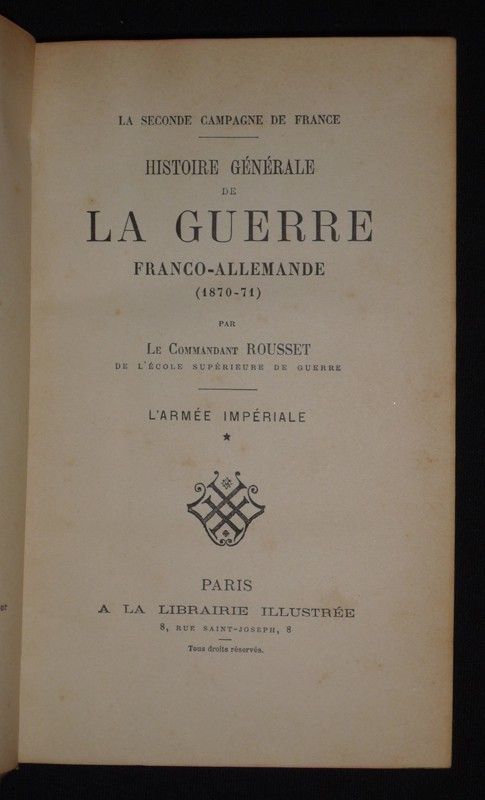 LA SECONDE CAMPAGNE DE FRANCE
HISTOIRE GÉNÉRALE
DE
LA GUERRE
FRANCO-ALLEMANDE
(1870-71)
PAR
LE COMMANDANT ROUSSET
DE L'ÉCOLE SUPÉRIEURE DE GUERRE
L'ARMÉE IMPÉRIALE
★
PARIS
A LA LIBRAIRIE ILLUSTRÉE
8, RUE SAINT-JOSEPH, 8
Tous droits réservés.